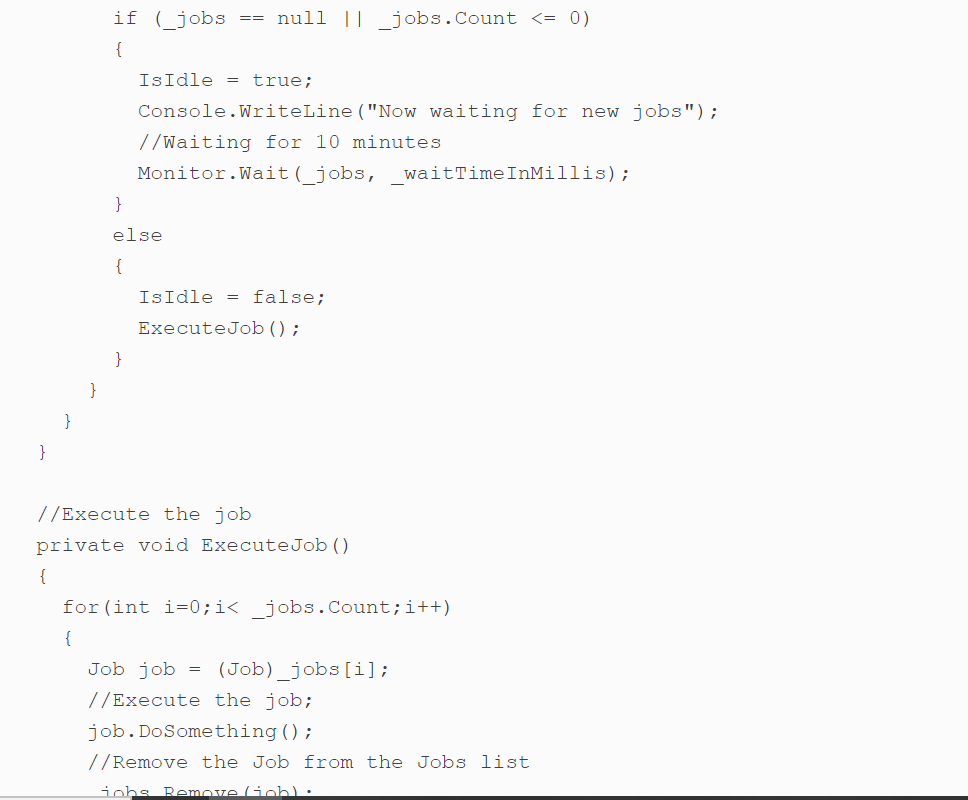 if (_jobs == null || _jobs.Count <= 0)
{
IsIdle = true;
Console.WriteLine("Now waiting for new jobs");
//Waiting for 10 minutes
Monitor.Wait(_jobs, _waitTimeInMillis);
}
else
{
IsIdle = false;
ExecuteJob();
}
}
}
}
//Execute the job
private void ExecuteJob()
{
for(int i=0;i< _jobs.Count;i++)
{
Job job = (Job)_jobs[i];
//Execute the job;
job.DoSomething();
//Remove the Job from the Jobs list
_jobs.Remove(job);